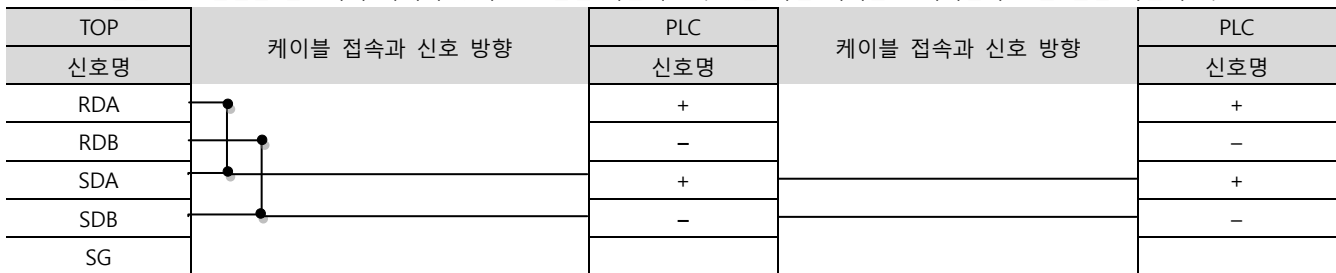 TOP 케이블 접속과 신호 방향 PLC 케이블 접속과 신호 방향 PLC
신호명 신호명 신호명
RDA + +
RDB − −
SDA + +
SDB − −
SG